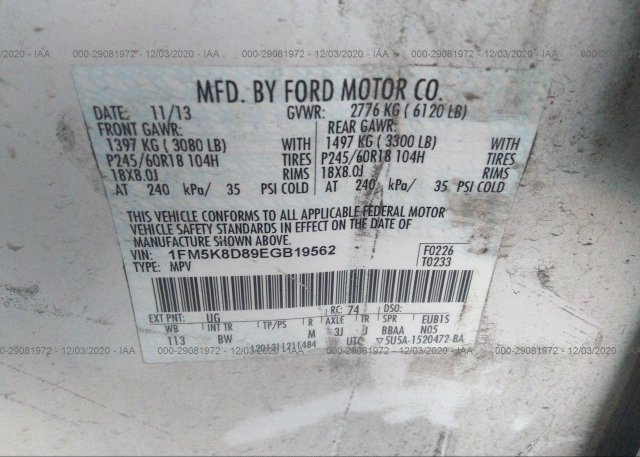 000-29081972 - 12/03/2020 - IAA
MFD. BY FORD MOTOR CO.
DATE: 11/13 GVWR: 2776 KG ( 6120 LB)
FRONT GAWR: REAR GAWR:
1397 KG ( 3080 LB) WITH 1497 KG ( 3300 LB) WITH
P245/60R18 104H TIRES P245/60R18 104H TIRES
18X8.0J RIMS 18X8.0J RIMS
AT 240 kPa/ 35 PSI COLD AT 240 kPa/ 35 PSI COLD
THIS VEHICLE CONFORMS TO ALL APPLICABLE FEDERAL MOTOR
VEHICLE SAFETY STANDARDS IN EFFECT ON THE DATE OF
MANUFACTURE SHOWN ABOVE.
VIN: 1FM5K8D89EGB19562 F0226
TYPE: MPV T0233
EXT PNT: UG RC: 74 DSO:
WB INT TR TP/PS R AXLE TR SPR EUB15
113 BW M 3J J BBAA N05
1201311211484 UTC ▽5U5A-1520472-BA
000-29081972 - 12/03/2020 - IAA